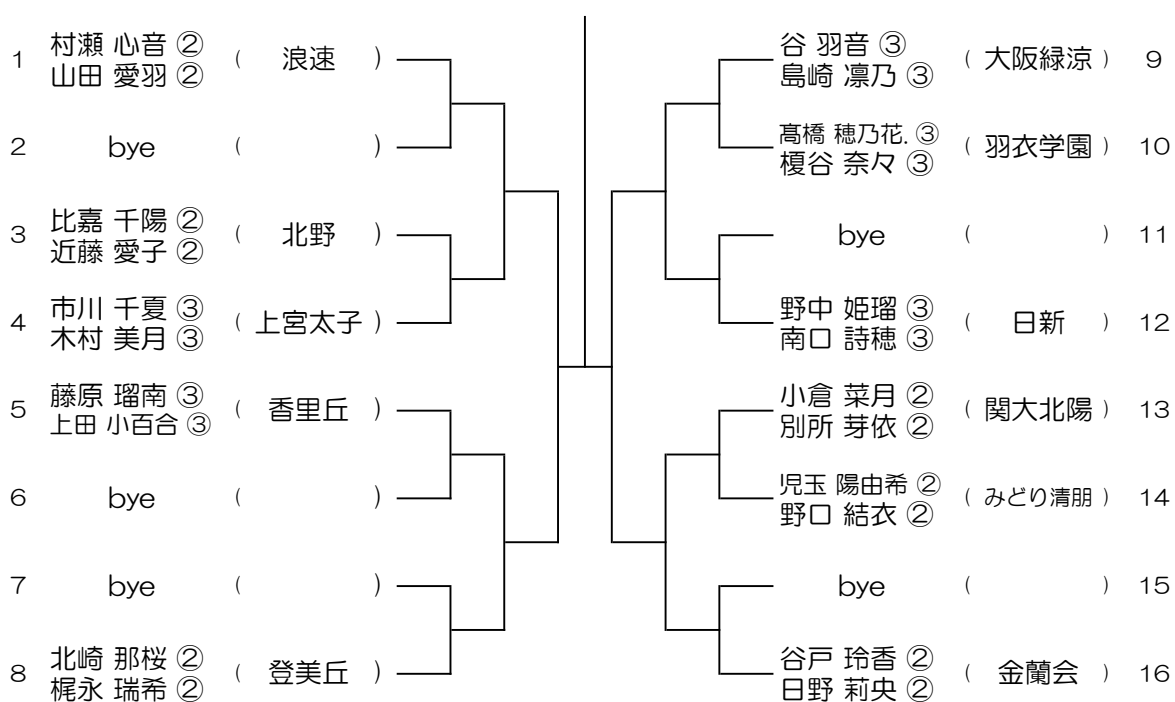 1 村瀬 心音 ② ( 浪速 )
山田 愛羽 ②
2 bye ( )
3 比嘉 千陽 ② ( 北野 )
近藤 愛子 ②
4 市川 千夏 ③ ( 上宮太子 )
木村 美月 ③
5 藤原 瑠南 ③ ( 香里丘 )
上田 小百合 ③
6 bye ( )
7 bye ( )
8 北崎 那桜 ② ( 登美丘 )
梶永 瑞希 ②
谷 羽音 ③ ( 大阪緑涼 ) 9
島崎 凛乃 ③
髙橋 穂乃花. ③ ( 羽衣学園 ) 10
榎谷 奈々 ③
bye ( ) 11
野中 姫瑠 ③ ( 日新 ) 12
南口 詩穂 ③
小倉 菜月 ② ( 関大北陽 ) 13
別所 芽依 ②
児玉 陽由希 ② ( みどり清朋 ) 14
野口 結衣 ②
bye ( ) 15
谷戸 玲香 ② ( 金蘭会 ) 16
日野 莉央 ②